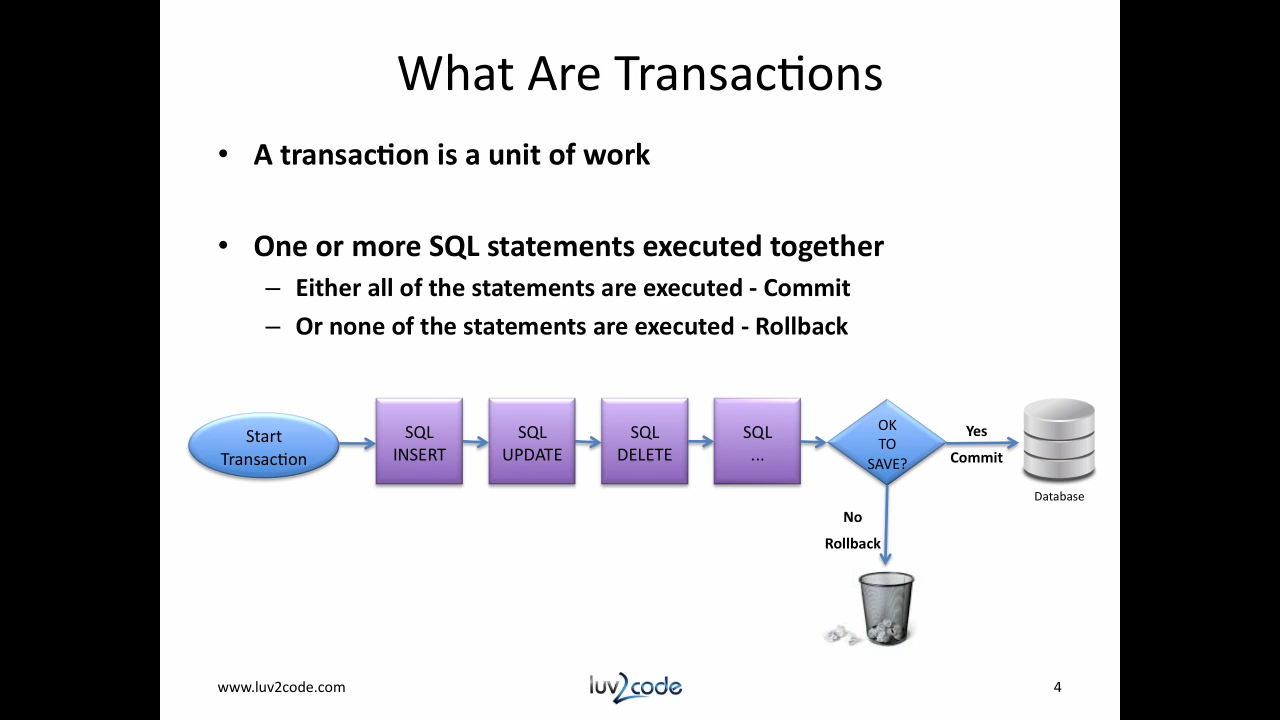 What Are Transactions
• A transaction is a unit of work
• One or more SQL statements executed together
– Either all of the statements are executed - Commit
– Or none of the statements are executed - Rollback
Start
Transaction
SQL
INSERT
SQL
UPDATE
SQL
DELETE
SQL
...
OK
TO
SAVE?
Yes
Commit
Database
No
Rollback
www.luv2code.com
luv2code
4